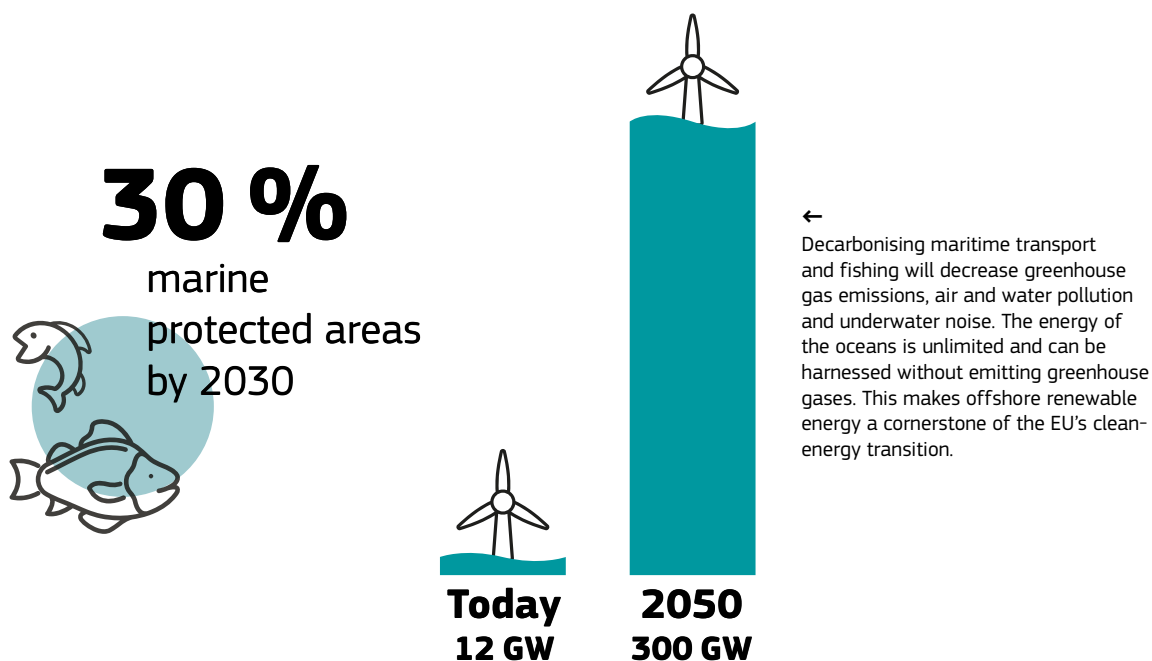 30 %
marine
protected areas
by 2030
Today
12 GW
2050
300 GW
←
Decarbonising maritime transport
and fishing will decrease greenhouse
gas emissions, air and water pollution
and underwater noise. The energy of
the oceans is unlimited and can be
harnessed without emitting greenhouse
gases. This makes offshore renewable
energy a cornerstone of the EU’s clean-
energy transition.